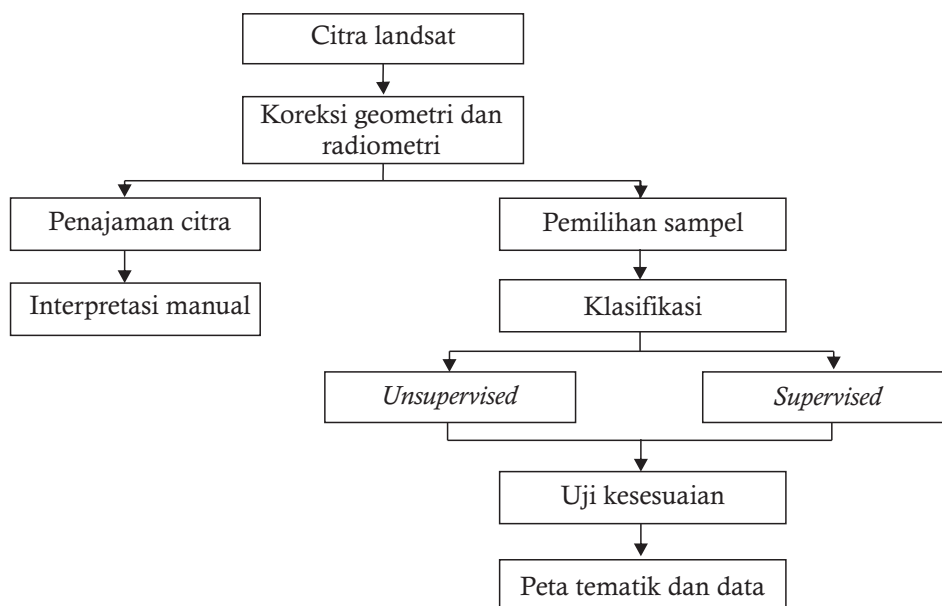 Citra landsat
Koreksi geometri dan
radiometri
Penajaman citra
Pemilihan sampel
Interpretasi manual
Klasifikasi
Unsupervised
Supervised
Uji kesesuaian
Peta tematik dan data